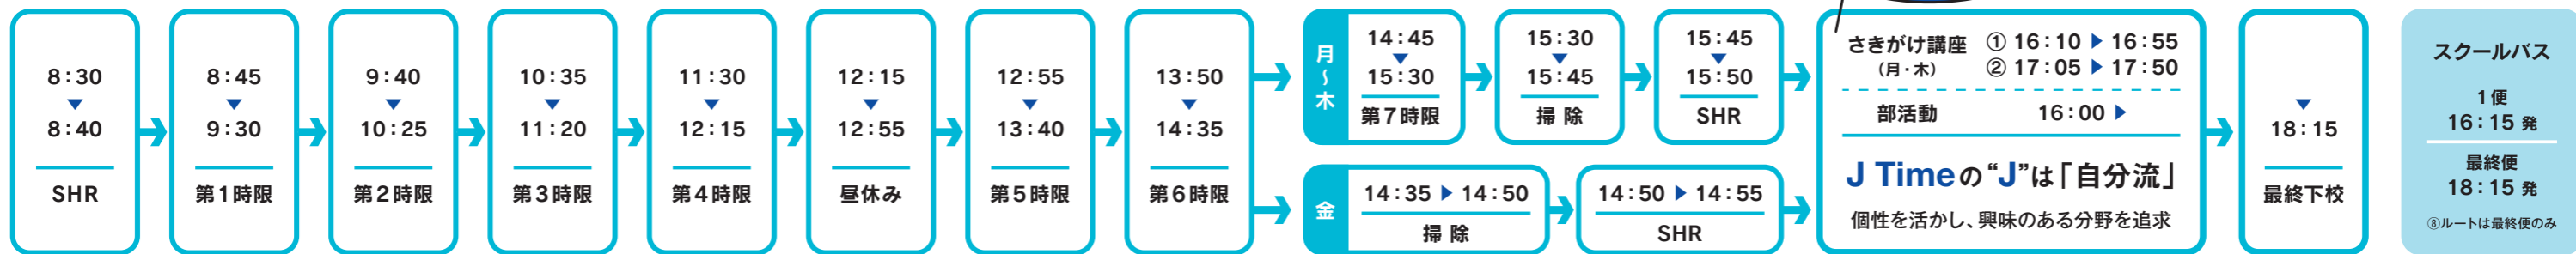 8:30
▼
8:40
SHR
8:45
▼
9:30
第1時限
9:40
▼
10:25
第2時限
10:35
▼
11:20
第3時限
11:30
▼
12:15
第4時限
12:15
▼
12:55
昼休み
12:55
▼
13:40
第5時限
13:50
▼
14:35
第6時限
月〜木
14:45
▼
15:30
第7時限
15:30
▼
15:45
掃 除
15:45
▼
15:50
SHR
金
14:35 ▶ 14:50
掃 除
14:50 ▶ 14:55
SHR
さきがけ講座 ① 16:10 ▶ 16:55
(月・木) ② 17:05 ▶ 17:50
部活動 16:00 ▶
J Timeの“J”は「自分流」
個性を活かし、興味のある分野を追求
▼
18:15
最終下校
スクールバス
1便
16:15 発
最終便
18:15 発
⑧ルートは最終便のみ